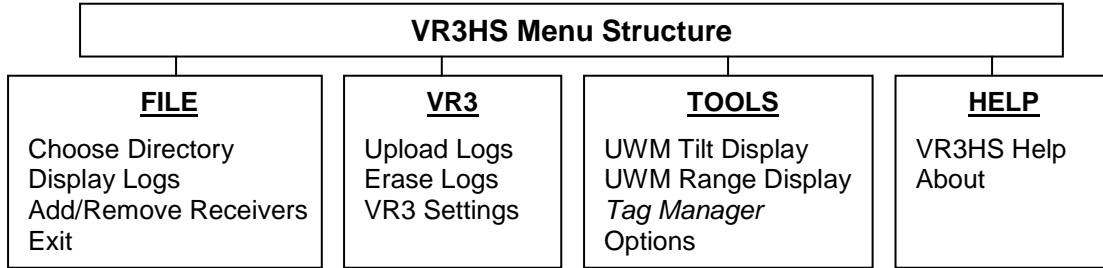 VR3HS Menu Structure
FILE
Choose Directory
Display Logs
Add/Remove Receivers
Exit
VR3
Upload Logs
Erase Logs
VR3 Settings
TOOLS
UWM Tilt Display
UWM Range Display
Tag Manager
Options
HELP
VR3HS Help
About